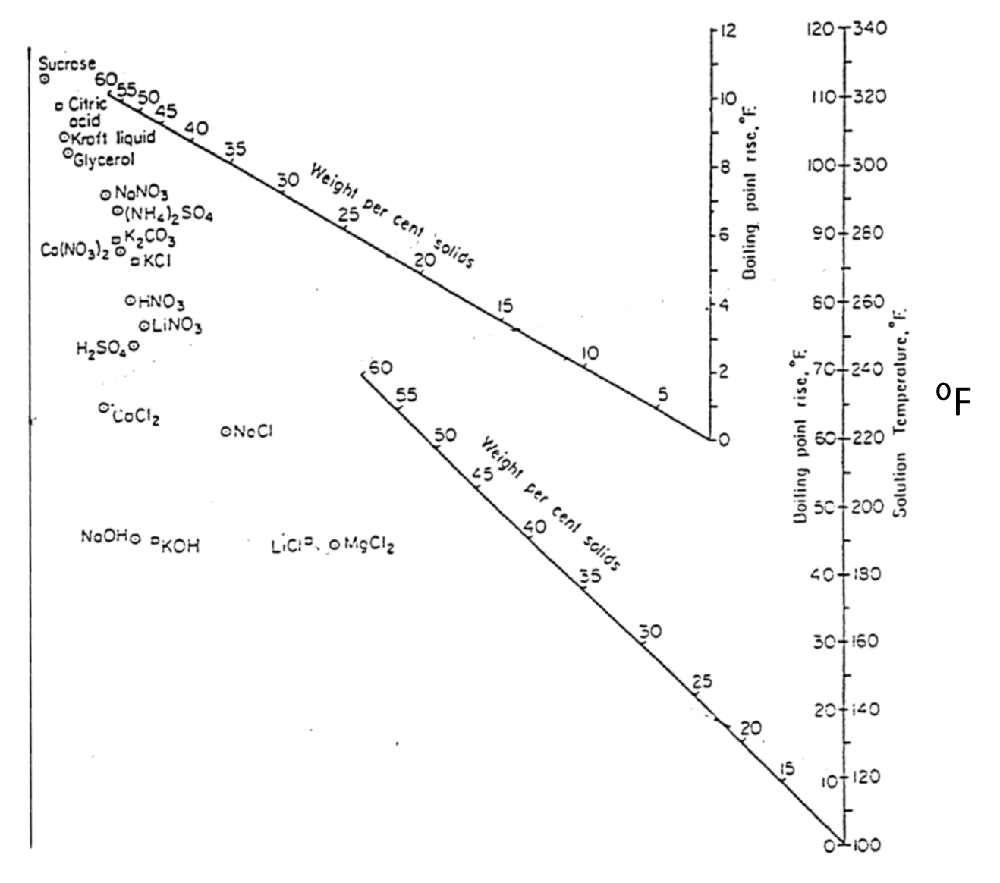 Sucrose
Citric
acid
Kraft liquid
Glycerol
NaNO3
(NH4)2SO4
K2CO3
Ca(NO3)2
KCl
HNO3
LiNO3
H2SO4
CaCl2
NaCl
NaOH
KOH
LiCl
MgCl2
60
55
50
45
40
35
30
25
20
15
10
5
Weight per cent solids
60
55
50
45
40
35
30
25
20
15
Weight per cent solids
12
10
8
6
4
2
0
Boiling point rise, °F.
120 340
110 320
100 300
90 280
80 260
70 240
60 220
50 200
40 180
30 160
20 140
10 120
0 100
Boiling point rise, °F.
Solution Temperature, °F.
oF